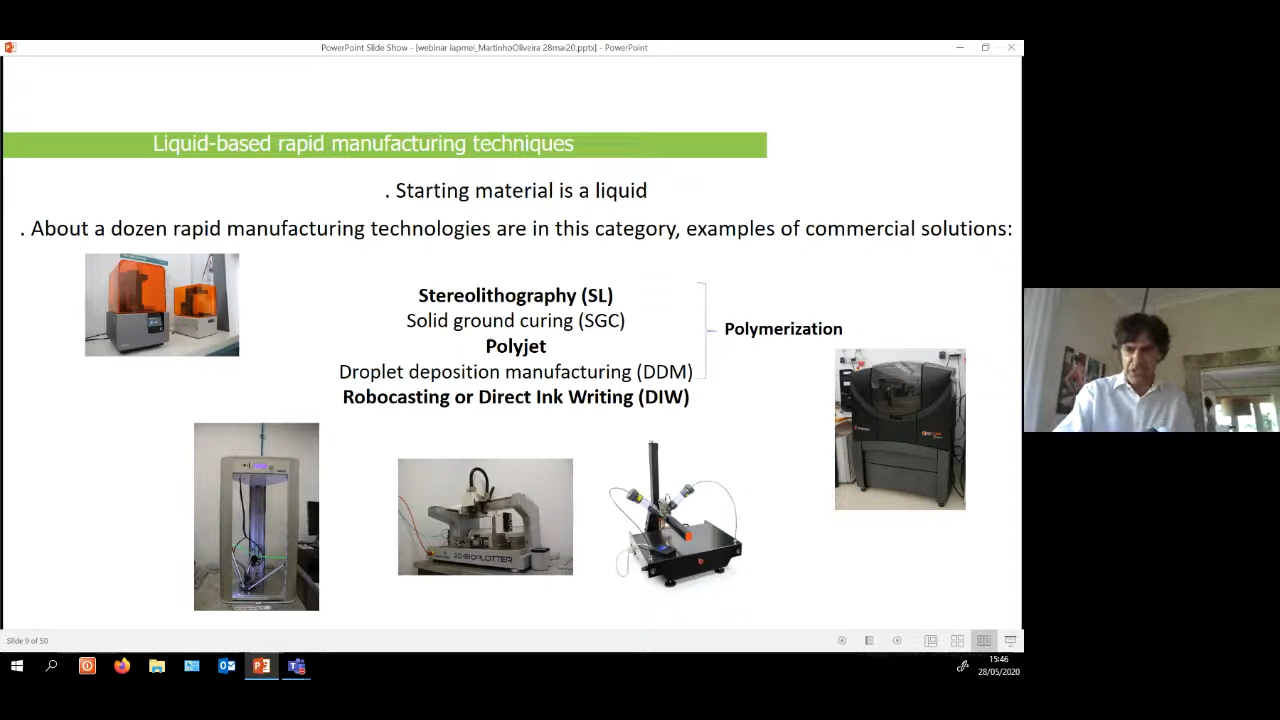 PowerPoint Slide Show - [webinar iapmei_MartinhoOliveira 28mai20.pptx] - PowerPoint
Liquid-based rapid manufacturing techniques
. Starting material is a liquid
. About a dozen rapid manufacturing technologies are in this category, examples of commercial solutions:
Stereolithography (SL)
Solid ground curing (SGC)
Polyjet
Droplet deposition manufacturing (DDM)
Robocasting or Direct Ink Writing (DIW)
Polymerization
3D-BIOPLOTTER
Slide 9 of 50
15:46
28/05/2020